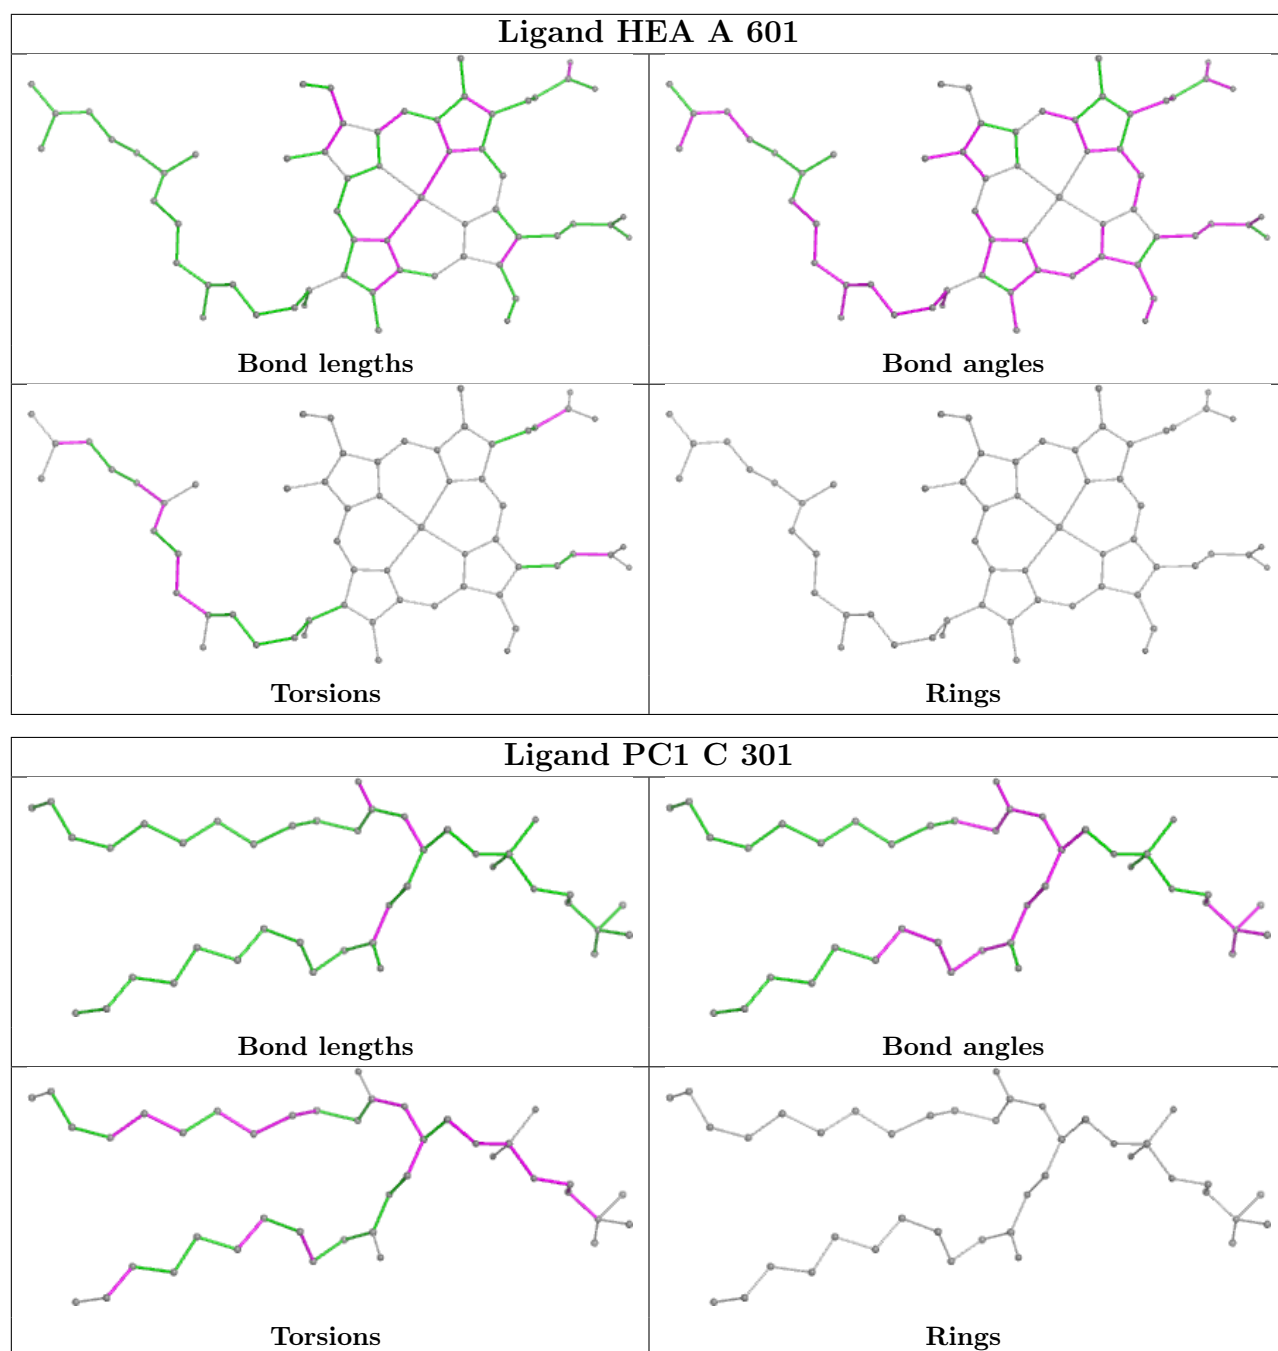 Ligand HEA A 601
Bond lengths
Bond angles
Torsions
Rings
Ligand PC1 C 301
Bond lengths
Bond angles
Torsions
Rings